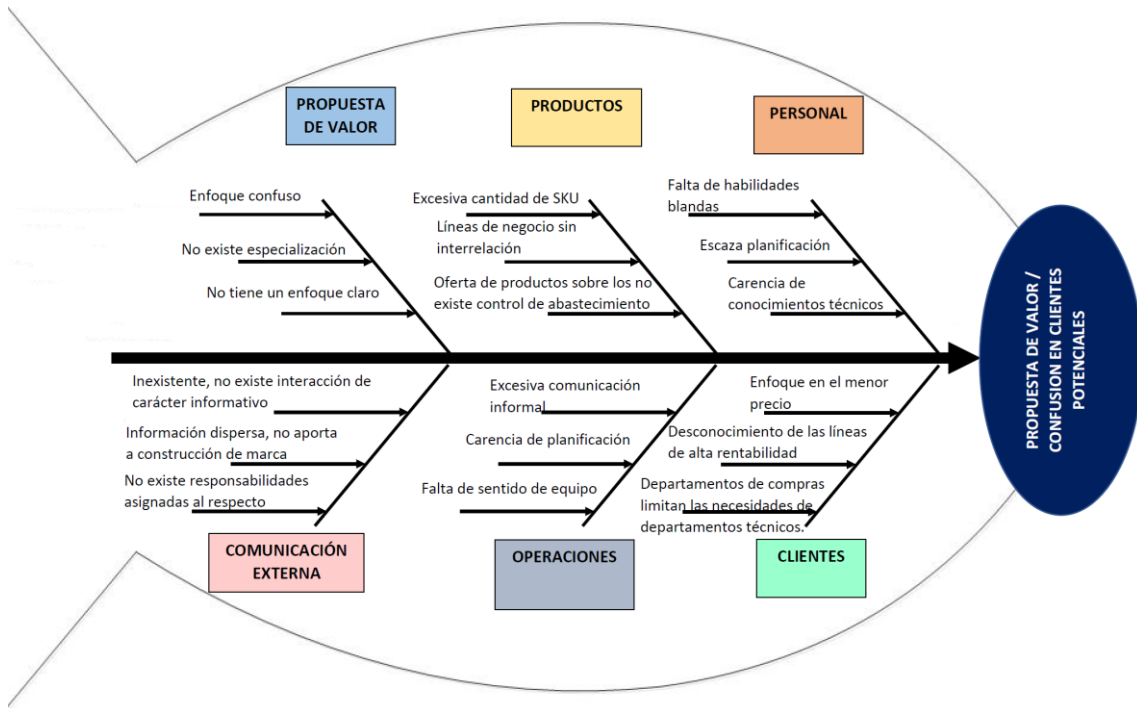 PROPUESTA
DE VALOR
PRODUCTOS
PERSONAL
Enfoque confuso
No existe especialización
No tiene un enfoque claro
Excesiva cantidad de SKU
Líneas de negocio sin
interrelación
Oferta de productos sobre los no
existe control de abastecimiento
Falta de habilidades
blandas
Escaza planificación
Carencia de
conocimientos técnicos
PROPUESTA DE VALOR /
CONFUSION EN CLIENTES
POTENCIALES
Inexistente, no existe interacción de
carácter informativo
Información dispersa, no aporta
a construcción de marca
No existe responsabilidades
asignadas al respecto
Excesiva comunicación
informal
Carencia de planificación
Falta de sentido de equipo
Enfoque en el menor
precio
Desconocimiento de las líneas
de alta rentabilidad
Departamentos de compras
limitan las necesidades de
departamentos técnicos.
COMUNICACIÓN
EXTERNA
OPERACIONES
CLIENTES